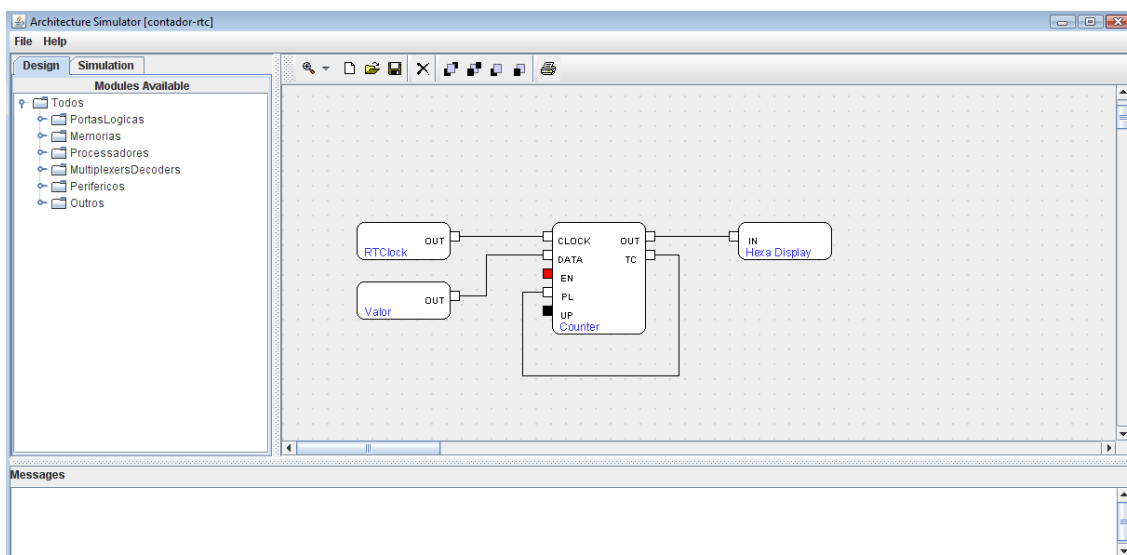 Architecture Simulator [contador-rtc]
File Help
Design Simulation
Modules Available
Todos
PortasLogicas
Memorias
Processadores
MultiplexersDecoders
Perifericos
Outros
OUT
RTClock
OUT
Valor
CLOCK OUT
DATA TC
EN
PL
UP
Counter
IN
Hexa Display
Messages